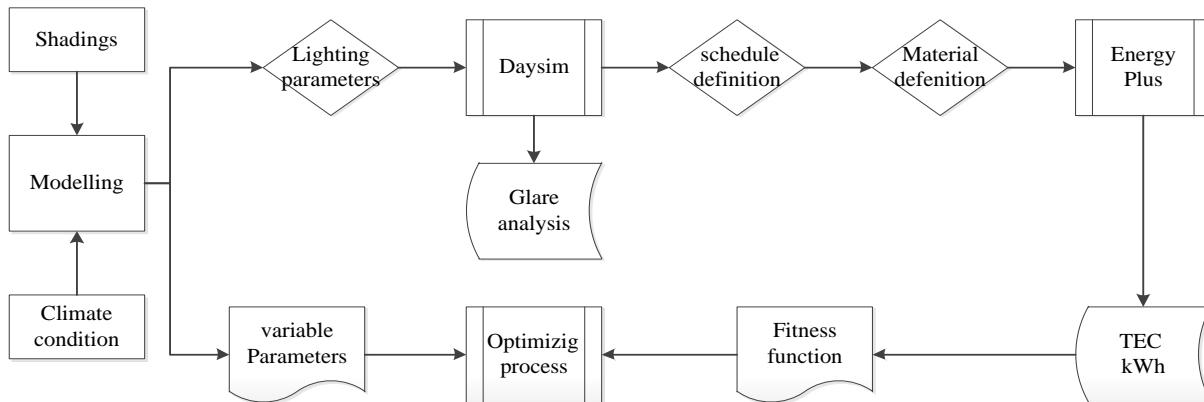 Shadings
Modelling
Climate
condition
Lighting
parameters
Daysim
schedule
definition
Material
defenition
Energy
Plus
Glare
analysis
variable
Parameters
Optimizig
process
Fitness
function
TEC
kWh